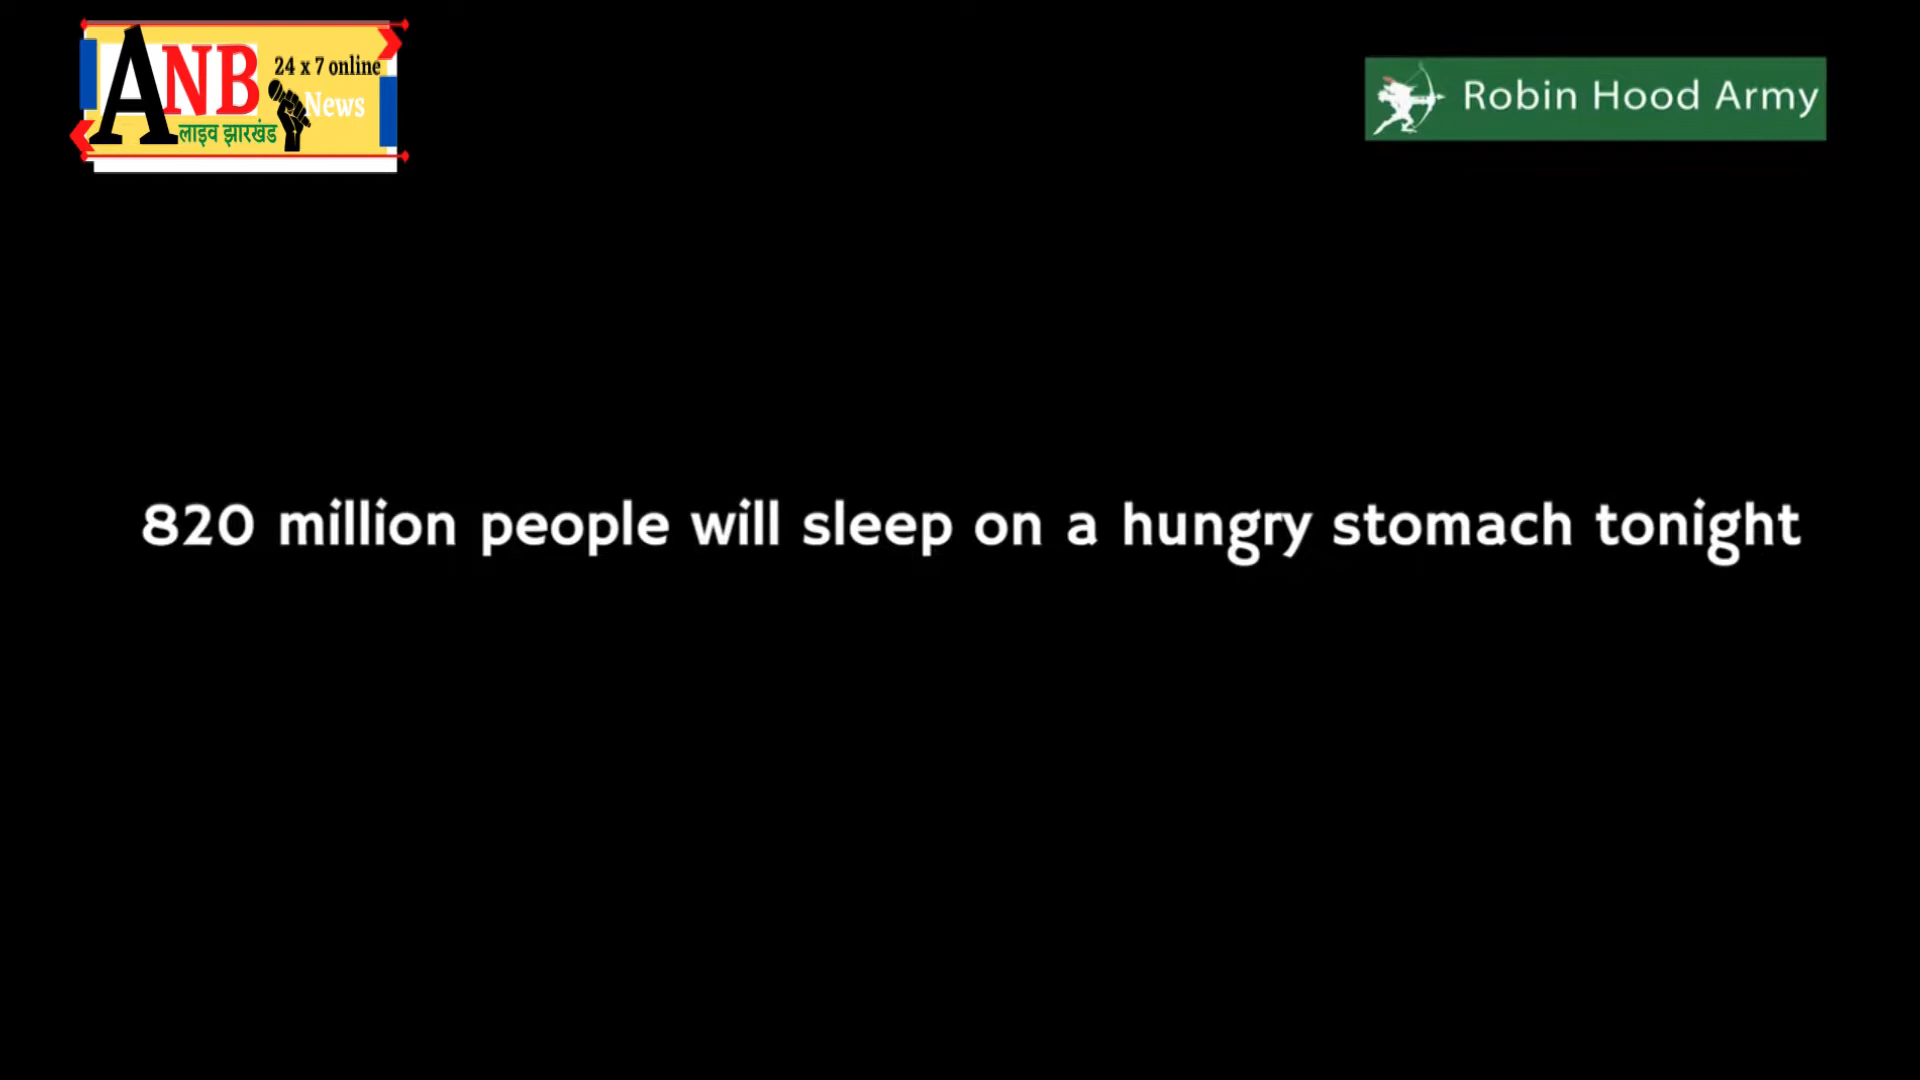 ANB
24 x 7 online
News
लाइव झारखंड
Robin Hood Army
820 million people will sleep on a hungry stomach tonight